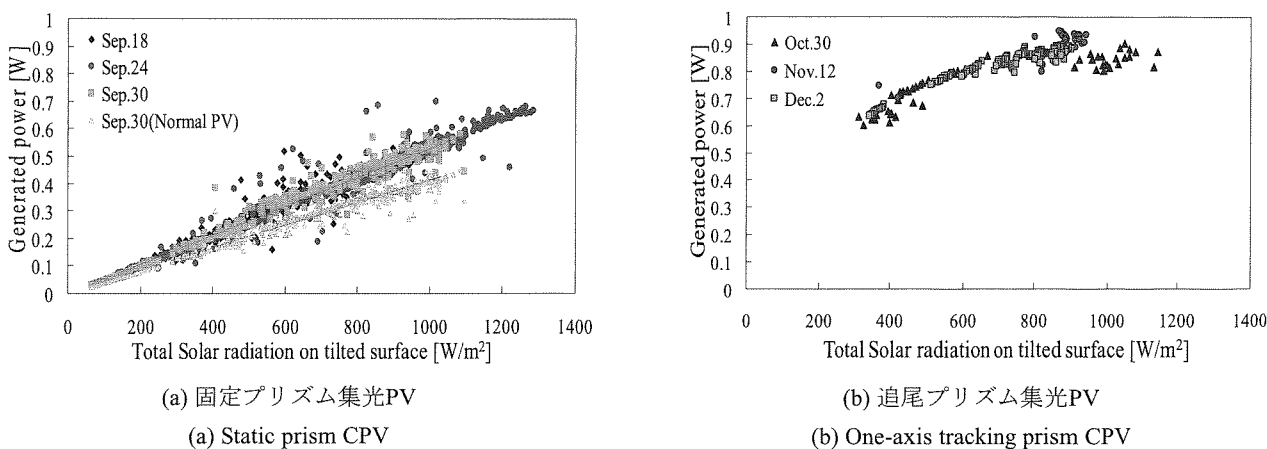 Generated power [W]
1
0.9
0.8
0.7
0.6
0.5
0.4
0.3
0.2
0.1
0
Sep.18
Sep.24
Sep.30
Sep.30(Normal PV)
0 200 400 600 800 1000 1200 1400
Total Solar radiation on tilted surface [W/m²]
(a) 固定プリズム集光PV
(a) Static prism CPV
Generated power [W]
1
0.9
0.8
0.7
0.6
0.5
0.4
0.3
0.2
0.1
0
Oct.30
Nov.12
Dec.2
0 200 400 600 800 1000 1200 1400
Total Solar radiation on tilted surface [W/m²]
(b) 追尾プリズム集光PV
(b) One-axis tracking prism CPV